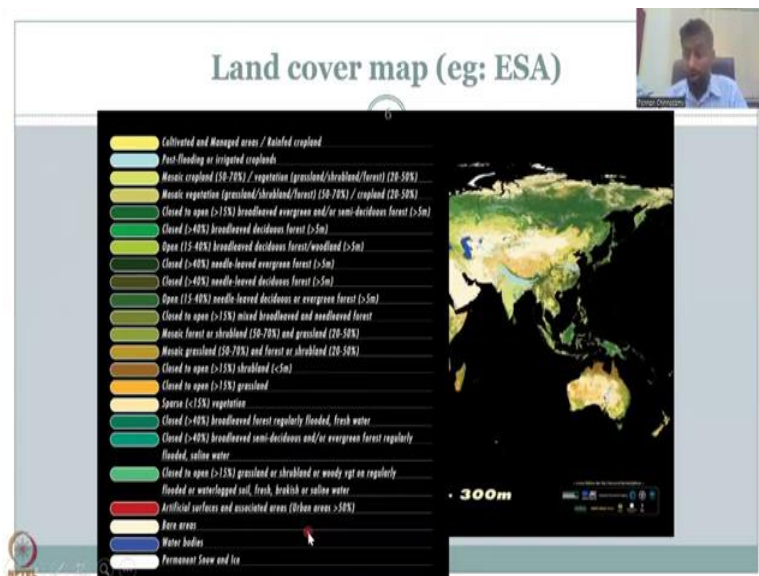 Land cover map (eg: ESA)
6
Cultivated and Managed areas / Rainfed cropland
Post-flooding or irrigated croplands
Mosaic cropland (50-70%) / vegetation (grassland/shrubland/forest) (20-50%)
Mosaic vegetation (grassland/shrubland/forest) (50-70%) / cropland (20-50%)
Closed to open (>15%) broadleaved evergreen and/or semi-deciduous forest (>5m)
Closed (>40%) broadleaved deciduous forest (>5m)
Open (15-40%) broadleaved deciduous forest/woodland (>5m)
Closed (>40%) needle-leaved evergreen forest (>5m)
Closed (>40%) needle-leaved deciduous forest (>5m)
Open (15-40%) needle-leaved deciduous or evergreen forest (>5m)
Closed to open (>15%) mixed broadleaved and needleaved forest
Mosaic forest or shrubland (50-70%) and grassland (20-50%)
Mosaic grassland (50-70%) and forest or shrubland (20-50%)
Closed to open (>15%) shrubland (<5m)
Closed to open (>15%) grassland
Sparse (<15%) vegetation
Closed (>40%) broadleaved forest regularly flooded, fresh water
Closed (>40%) broadleaved semi-deciduous and/or evergreen forest regularly
flooded, saline water
Closed to open (>15%) grassland or shrubland or woody vgt on regularly
flooded or waterlogged soil, fresh, brakish or saline water
Artificial surfaces and associated areas (Urban areas >50%)
Bare areas
Water bodies
Permanent Snow and Ice
300m
NPTEL